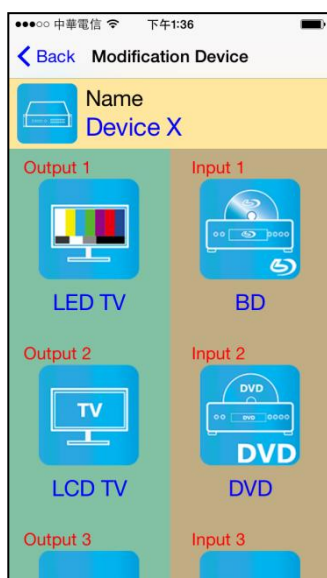 中華電信 下午1:36
Back Modification Device
Name
Device X
Output 1 Input 1
LED TV BD
Output 2 Input 2
TV DVD
DVD
LCD TV DVD
Output 3 Input 3